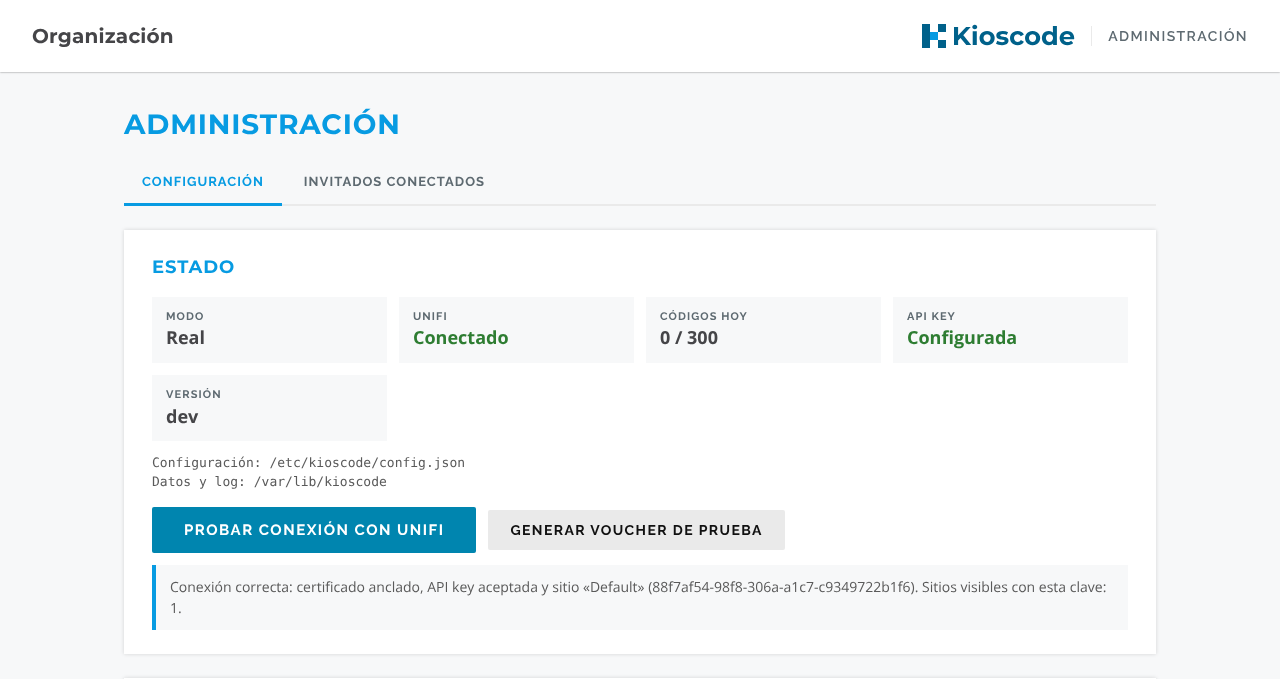 Organización
Kioscode
ADMINISTRACIÓN
ADMINISTRACIÓN
CONFIGURACIÓN
INVITADOS CONECTADOS
ESTADO
MODO
Real
UNIFI
Conectado
CÓDIGOS HOY
0 / 300
API KEY
Configurada
VERSIÓN
dev
Configuración: /etc/kioscode/config.json
Datos y log: /var/lib/kioscode
PROBAR CONEXIÓN CON UNIFI
GENERAR VOUCHER DE PRUEBA
Conexión correcta: certificado anclado, API key aceptada y sitio «Default» (88f7af54-98f8-306a-a1c7-c9349722b1f6). Sitios visibles con esta clave:
1.